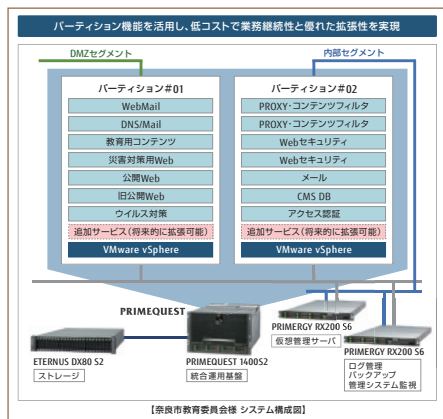 パーティション機能を活用し、低コストで業務継続性と優れた拡張性を実現
DMZセグメント
内部セグメント
パーティション#01
WebMail
DNS/Mail
教育用コンテンツ
災害対策用Web
公開Web
旧公開Web
ウイルス対策
追加サービス(将来的に拡張可能)
VMware vSphere
パーティション#02
PROXY・コンテンツフィルタ
PROXY・コンテンツフィルタ
Webセキュリティ
Webセキュリティ
メール
CMS DB
アクセス認証
追加サービス(将来的に拡張可能)
VMware vSphere
PRIMEQUEST
ETERNUS DX80 S2
ストレージ
PRIMEQUEST 1400S2
統合運用基盤
PRIMERGY RX200 S6
仮想管理サーバ
PRIMERGY RX200 S6
ログ管理
バックアップ
管理システム監視
【奈良市教育委員会様 システム構成図】